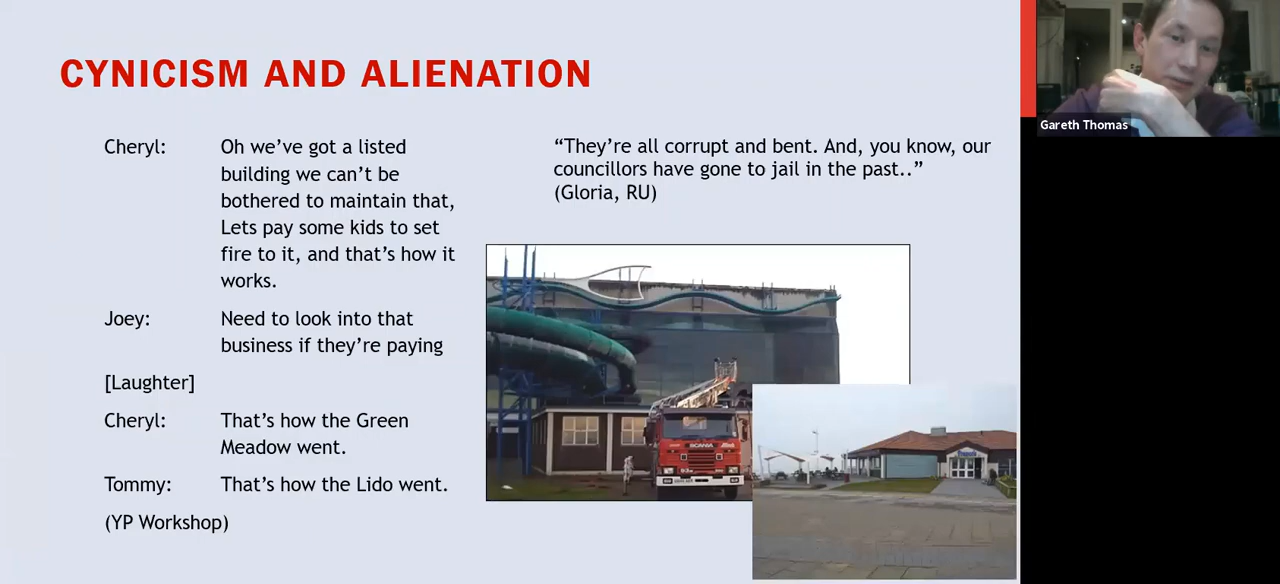 CYNICISM AND ALIENATION
Cheryl: Oh we’ve got a listed
building we can’t be
bothered to maintain that,
Lets pay some kids to set
fire to it, and that’s how it
works.
Joey: Need to look into that
business if they’re paying
[Laughter]
Cheryl: That’s how the Green
Meadow went.
Tommy: That’s how the Lido went.
(YP Workshop)
“They’re all corrupt and bent. And, you know, our
councillors have gone to jail in the past..”
(Gloria, RU)
SCANIA
Gareth Thomas